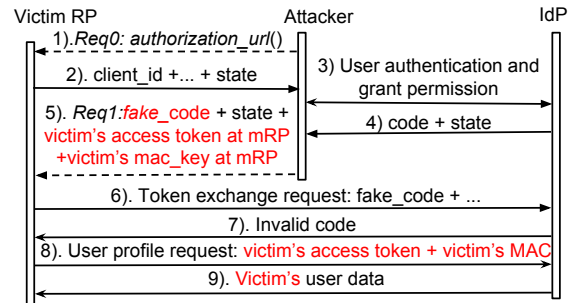 Victim RP
Attacker
IdP
1).Req0: authorization_url()
2). client_id +... + state
3) User authentication and
grant permission
5). Req1:fake_code + state +
victim's access token at mRP
+victim's mac_key at mRP
4) code + state
6). Token exchange request: fake_code + ...
7). Invalid code
8). User profile request: victim's access token + victim's MAC
9). Victim's user data